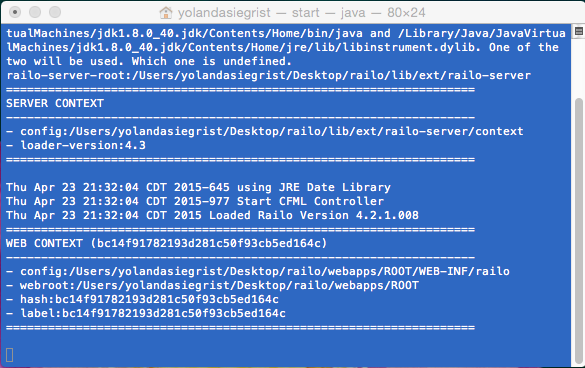 yolandasiegrist — start — java — 80×24
tualMachines/jdk1.8.0_40.jdk/Contents/Home/bin/java and /Library/Java/JavaVirtua
lMachines/jdk1.8.0_40.jdk/Contents/Home/jre/lib/libinstrument.dylib. One of the
two will be used. Which one is undefined.
railo-server-root:/Users/yolandasiegrist/Desktop/railo/lib/ext/railo-server
===================================================================
SERVER CONTEXT
-------------------------------------------------------------------
- config:/Users/yolandasiegrist/Desktop/railo/lib/ext/railo-server/context
- loader-version:4.3
===================================================================
Thu Apr 23 21:32:04 CDT 2015-645 using JRE Date Library
Thu Apr 23 21:32:04 CDT 2015-977 Start CFML Controller
Thu Apr 23 21:32:04 CDT 2015 Loaded Railo Version 4.2.1.008
===================================================================
WEB CONTEXT (bc14f91782193d281c50f93cb5ed164c)
-------------------------------------------------------------------
- config:/Users/yolandasiegrist/Desktop/railo/webapps/ROOT/WEB-INF/railo
- webroot:/Users/yolandasiegrist/Desktop/railo/webapps/ROOT
- hash:bc14f91782193d281c50f93cb5ed164c
- label:bc14f91782193d281c50f93cb5ed164c
===================================================================